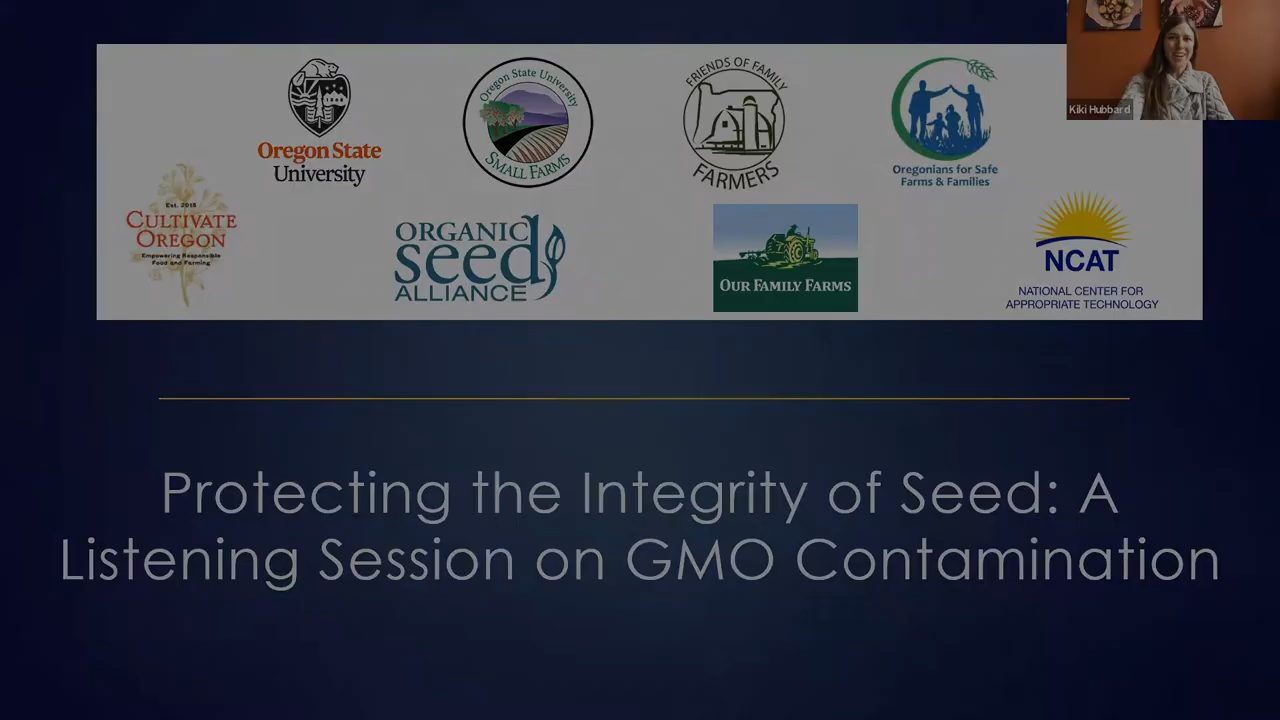 Kiki Hubbard
Oregon State
University
Oregon State University
SMALL FARMS
FRIENDS OF FAMILY
FARMERS
Oregonians for Safe
Farms & Families
Est. 2015
CULTIVATE
OREGON
Empowering Responsible
Food and Farming
ORGANIC
seed
ALLIANCE
OUR FAMILY FARMS
NCAT
NATIONAL CENTER FOR
APPROPRIATE TECHNOLOGY
Protecting the Integrity of Seed: A
Listening Session on GMO Contamination